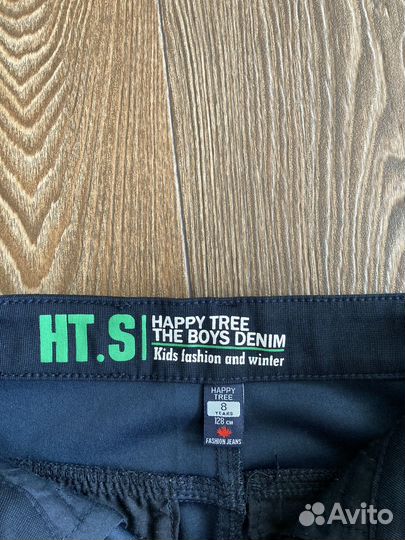 HT.S
HAPPY TREE
THE BOYS DENIM
Kids fashion and winter
HAPPY
TREE
8
YEARS
128 CM
FASHION JEANS
Avito